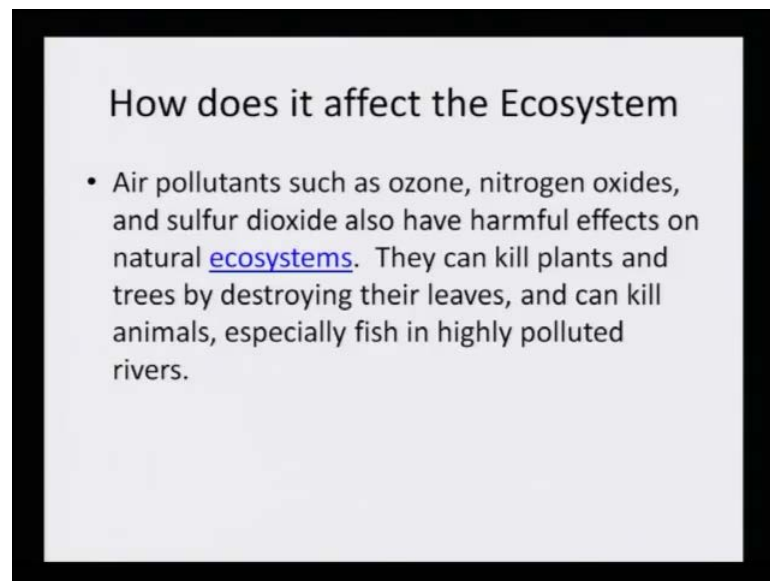 How does it affect the Ecosystem
• Air pollutants such as ozone, nitrogen oxides,
and sulfur dioxide also have harmful effects on
natural ecosystems.  They can kill plants and
trees by destroying their leaves, and can kill
animals, especially fish in highly polluted
rivers.